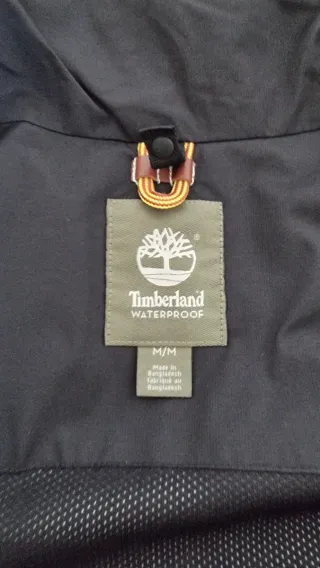 ®
Timberland
WATERPROOF
M/M
Made in
Bangladesh
Fabriqué au
Bangladesh